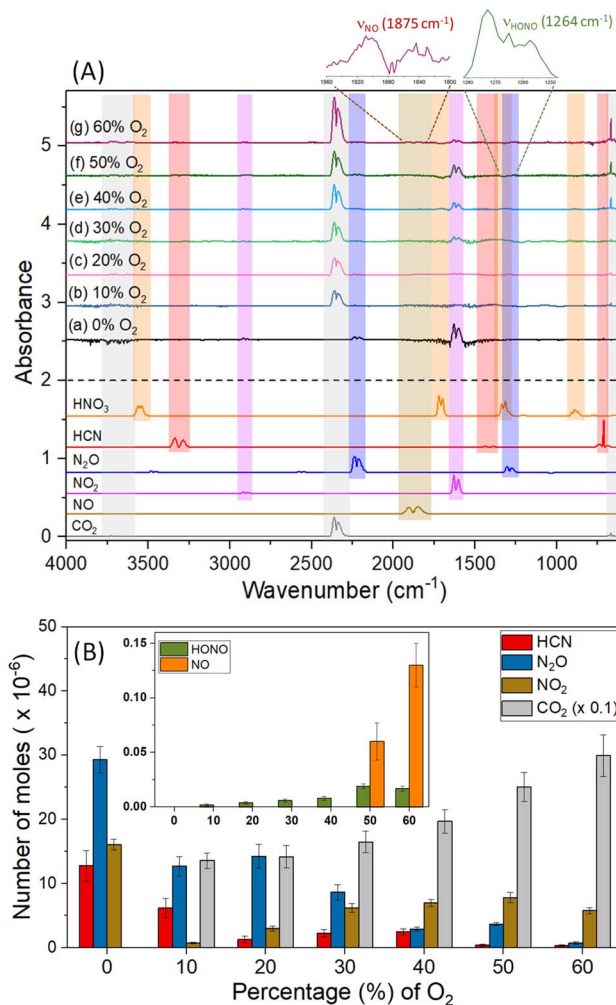 ν_NO (1875 cm⁻¹)
ν_HONO (1264 cm⁻¹)
(A)
1960 1920 1880 1840 1800
1280 1270 1260 1250
(g) 60% O₂
(f) 50% O₂
(e) 40% O₂
(d) 30% O₂
(c) 20% O₂
(b) 10% O₂
(a) 0% O₂
HNO₃
HCN
N₂O
NO₂
NO
CO₂
5
4
3
2
1
0
Absorbance
4000 3500 3000 2500 2000 1500 1000
Wavenumber (cm⁻¹)
(B)
50
40
30
20
10
0
Number of moles ( x 10⁻⁶)
HONO
NO
0.15
0.10
0.05
0.00
0 10 20 30 40 50 60
HCN
N₂O
NO₂
CO₂ (x 0.1)
0 10 20 30 40 50 60
Percentage (%) of O₂